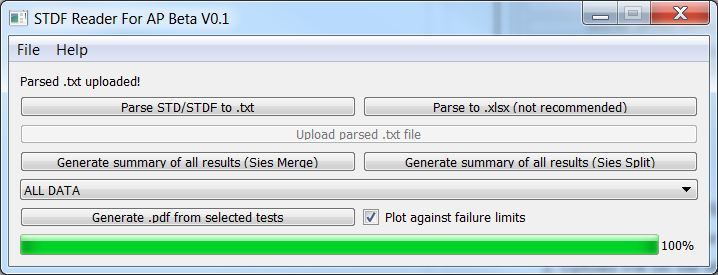 STDF Reader For AP Beta V0.1
File Help
Parsed .txt uploaded!
Parse STD/STDF to .txt Parse to .xlsx (not recommended)
Upload parsed .txt file
Generate summary of all results (Sies Merge) Generate summary of all results (Sies Split)
ALL DATA
Generate .pdf from selected tests Plot against failure limits
100%